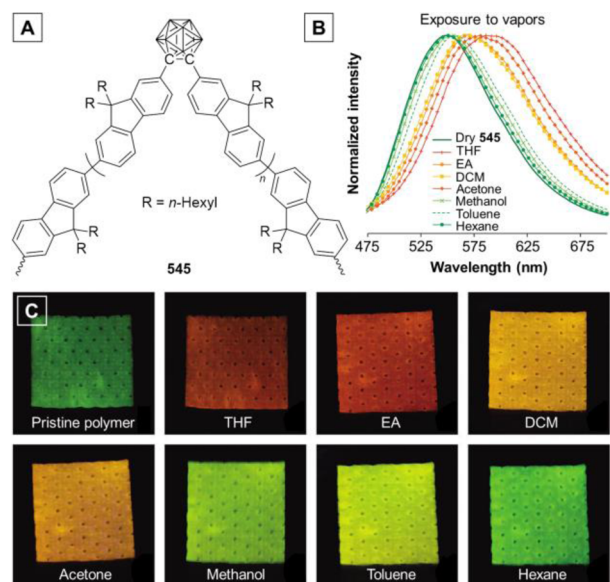 A
C C
R R
R R
R R
R R
n
R = n-Hexyl
R R
R R
545
B
Exposure to vapors
Normalized intensity
Dry 545
THF
EA
DCM
Acetone
Methanol
Toluene
Hexane
475 525 575 625 675
Wavelength (nm)
C
Pristine polymer THF EA DCM
Acetone Methanol Toluene Hexane